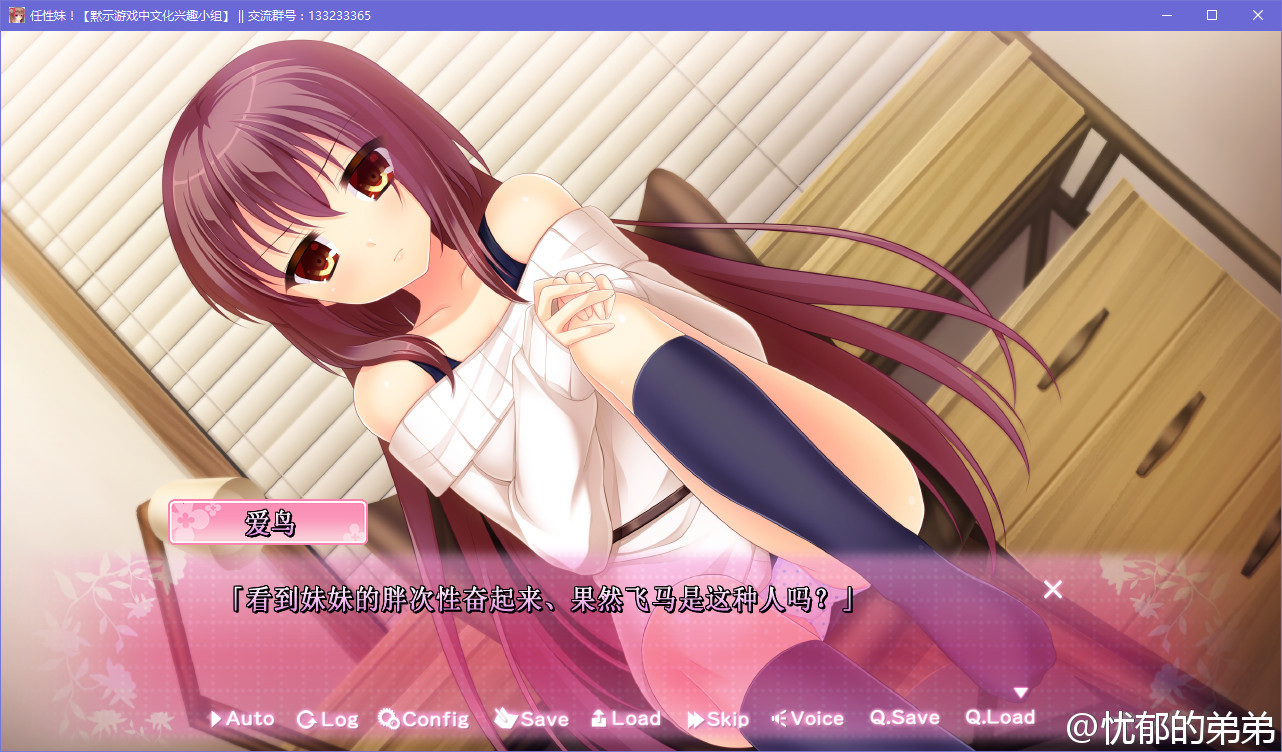 任性妹！【黙示游戏中文化兴趣小组】 || 交流群号：133233365
爱鸟
「看到妹妹的胖次性奋起来、果然飞马是这种人吗？」
Auto Log Config Save Load Skip Voice Q.Save Q.Load
@忧郁的弟弟